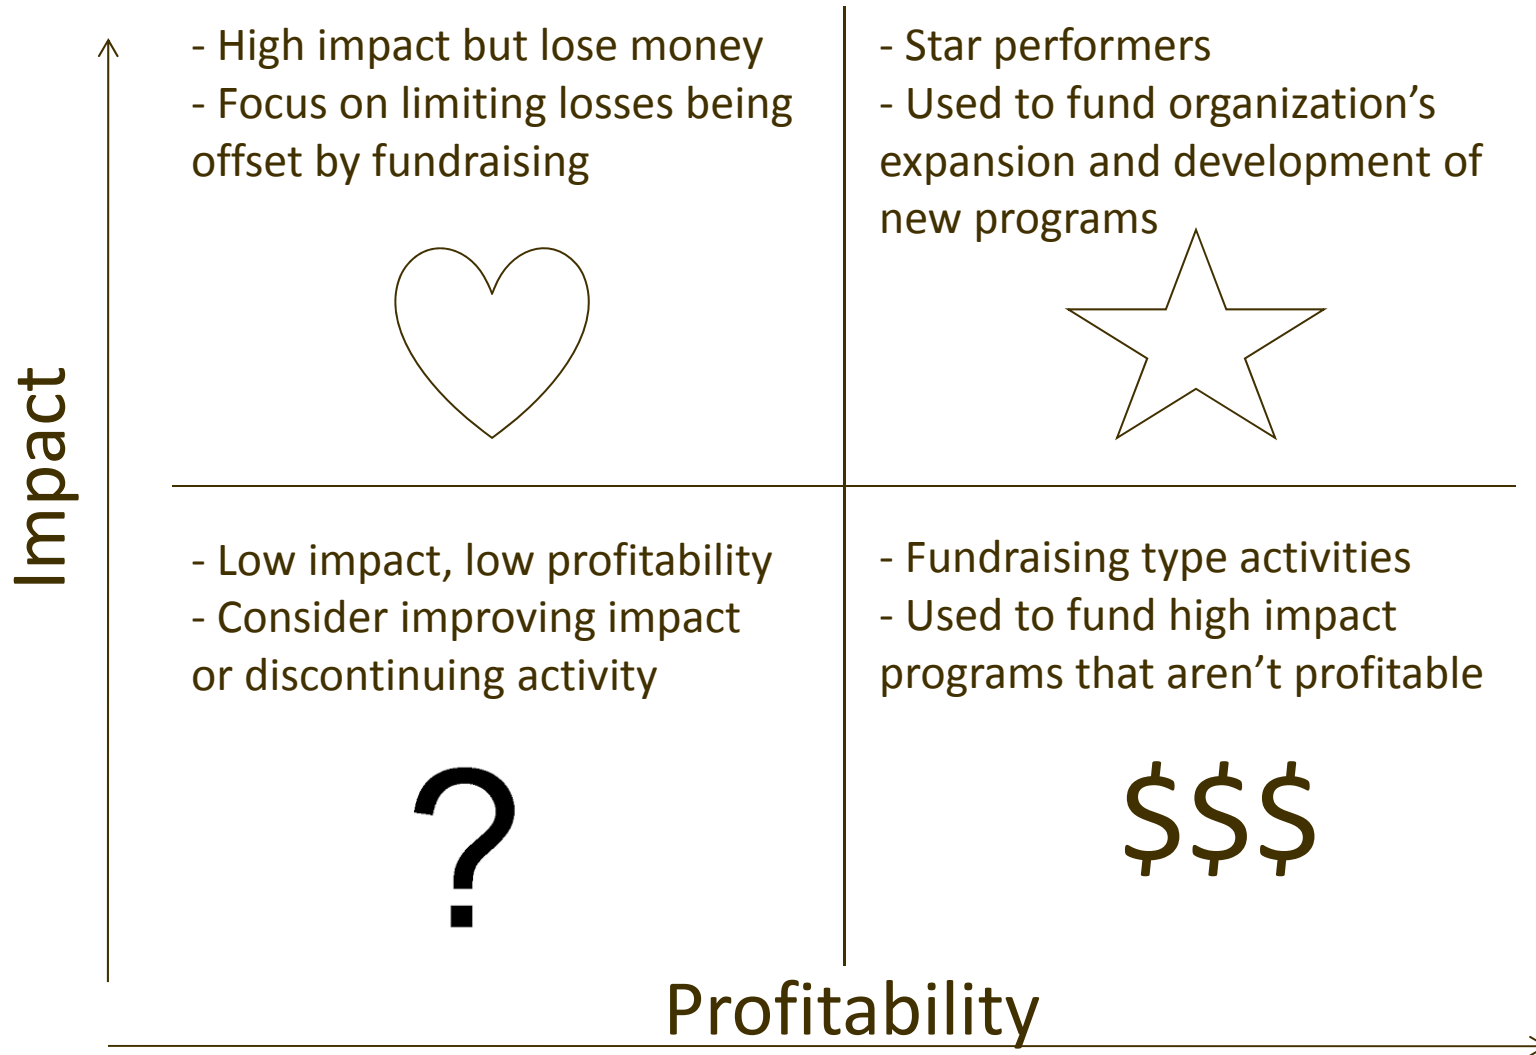 - High impact but lose money
- Focus on limiting losses being
offset by fundraising
- Star performers
- Used to fund organization’s
expansion and development of
new programs
Impact
- Low impact, low profitability
- Consider improving impact
or discontinuing activity
?
- Fundraising type activities
- Used to fund high impact
programs that aren’t profitable
$$$
Profitability